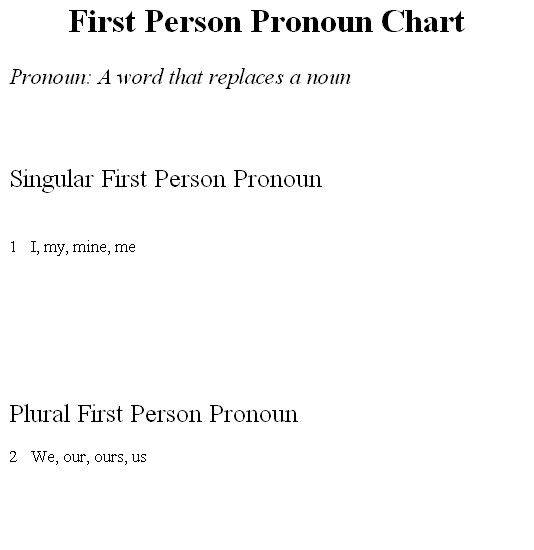 First Person Pronoun Chart
Pronoun: A word that replaces a noun
Singular First Person Pronoun
1 I, my, mine, me
Plural First Person Pronoun
2 We, our, ours, us